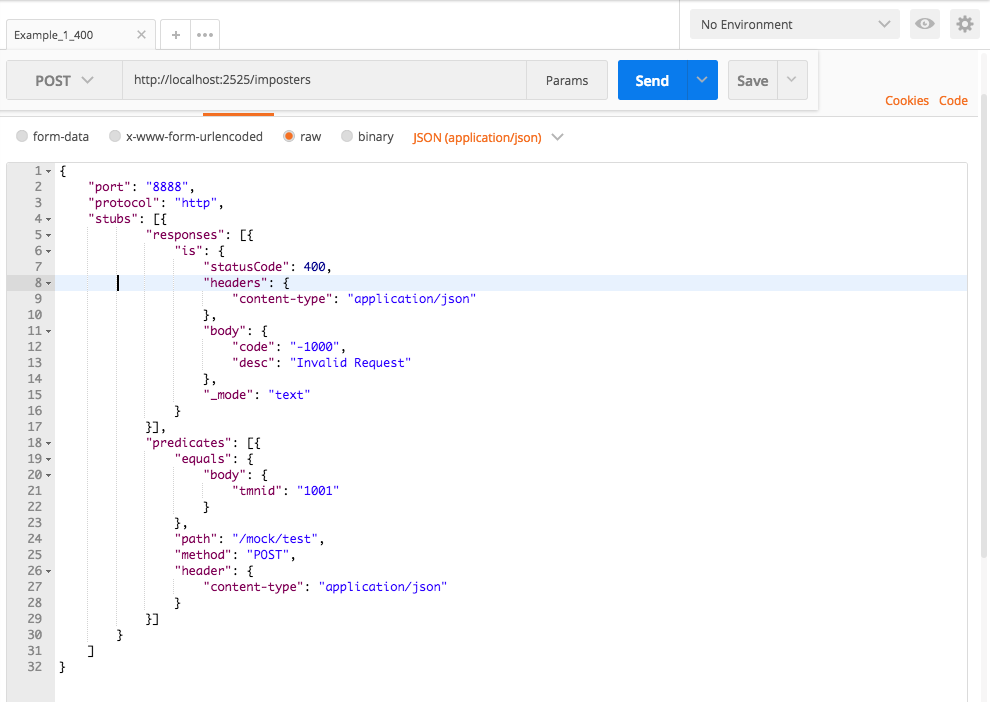 Example_1_400 × + •••
No Environment
POST http://localhost:2525/imposters Params Send Save
Cookies Code
form-data x-www-form-urlencoded raw binary JSON (application/json)
1 {
2 "port": "8888",
3 "protocol": "http",
4 "stubs": [{
5 "responses": [{
6 "is": {
7 "statusCode": 400,
8 "headers": {
9 "content-type": "application/json"
10 },
11 "body": {
12 "code": "-1000",
13 "desc": "Invalid Request"
14 },
15 "_mode": "text"
16 }
17 }],
18 "predicates": [{
19 "equals": {
20 "body": {
21 "tmnid": "1001"
22 }
23 },
24 "path": "/mock/test",
25 "method": "POST",
26 "header": {
27 "content-type": "application/json"
28 }
29 }]
30 }
31 ]
32 }